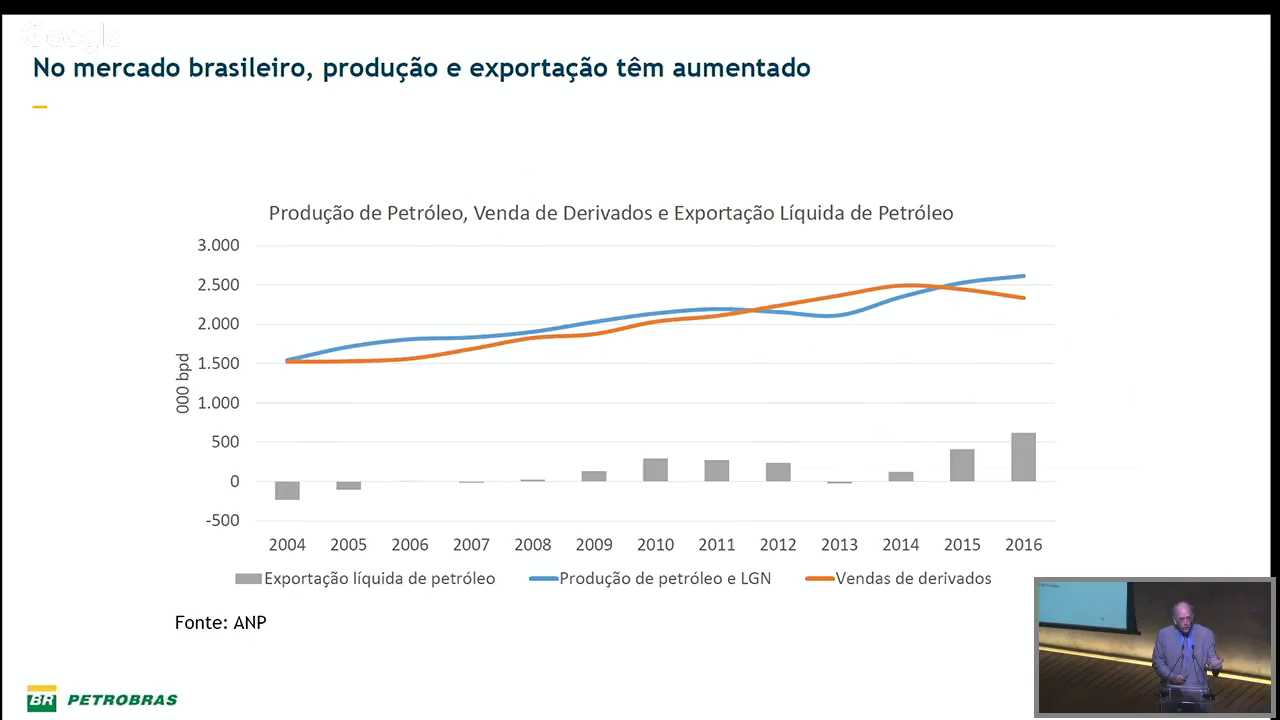 Google
No mercado brasileiro, produção e exportação têm aumentado
Produção de Petróleo, Venda de Derivados e Exportação Líquida de Petróleo
000 bpd
3.000
2.500
2.000
1.500
1.000
500
0
-500
2004 2005 2006 2007 2008 2009 2010 2011 2012 2013 2014 2015 2016
Exportação líquida de petróleo Produção de petróleo e LGN Vendas de derivados
Fonte: ANP
BR PETROBRAS